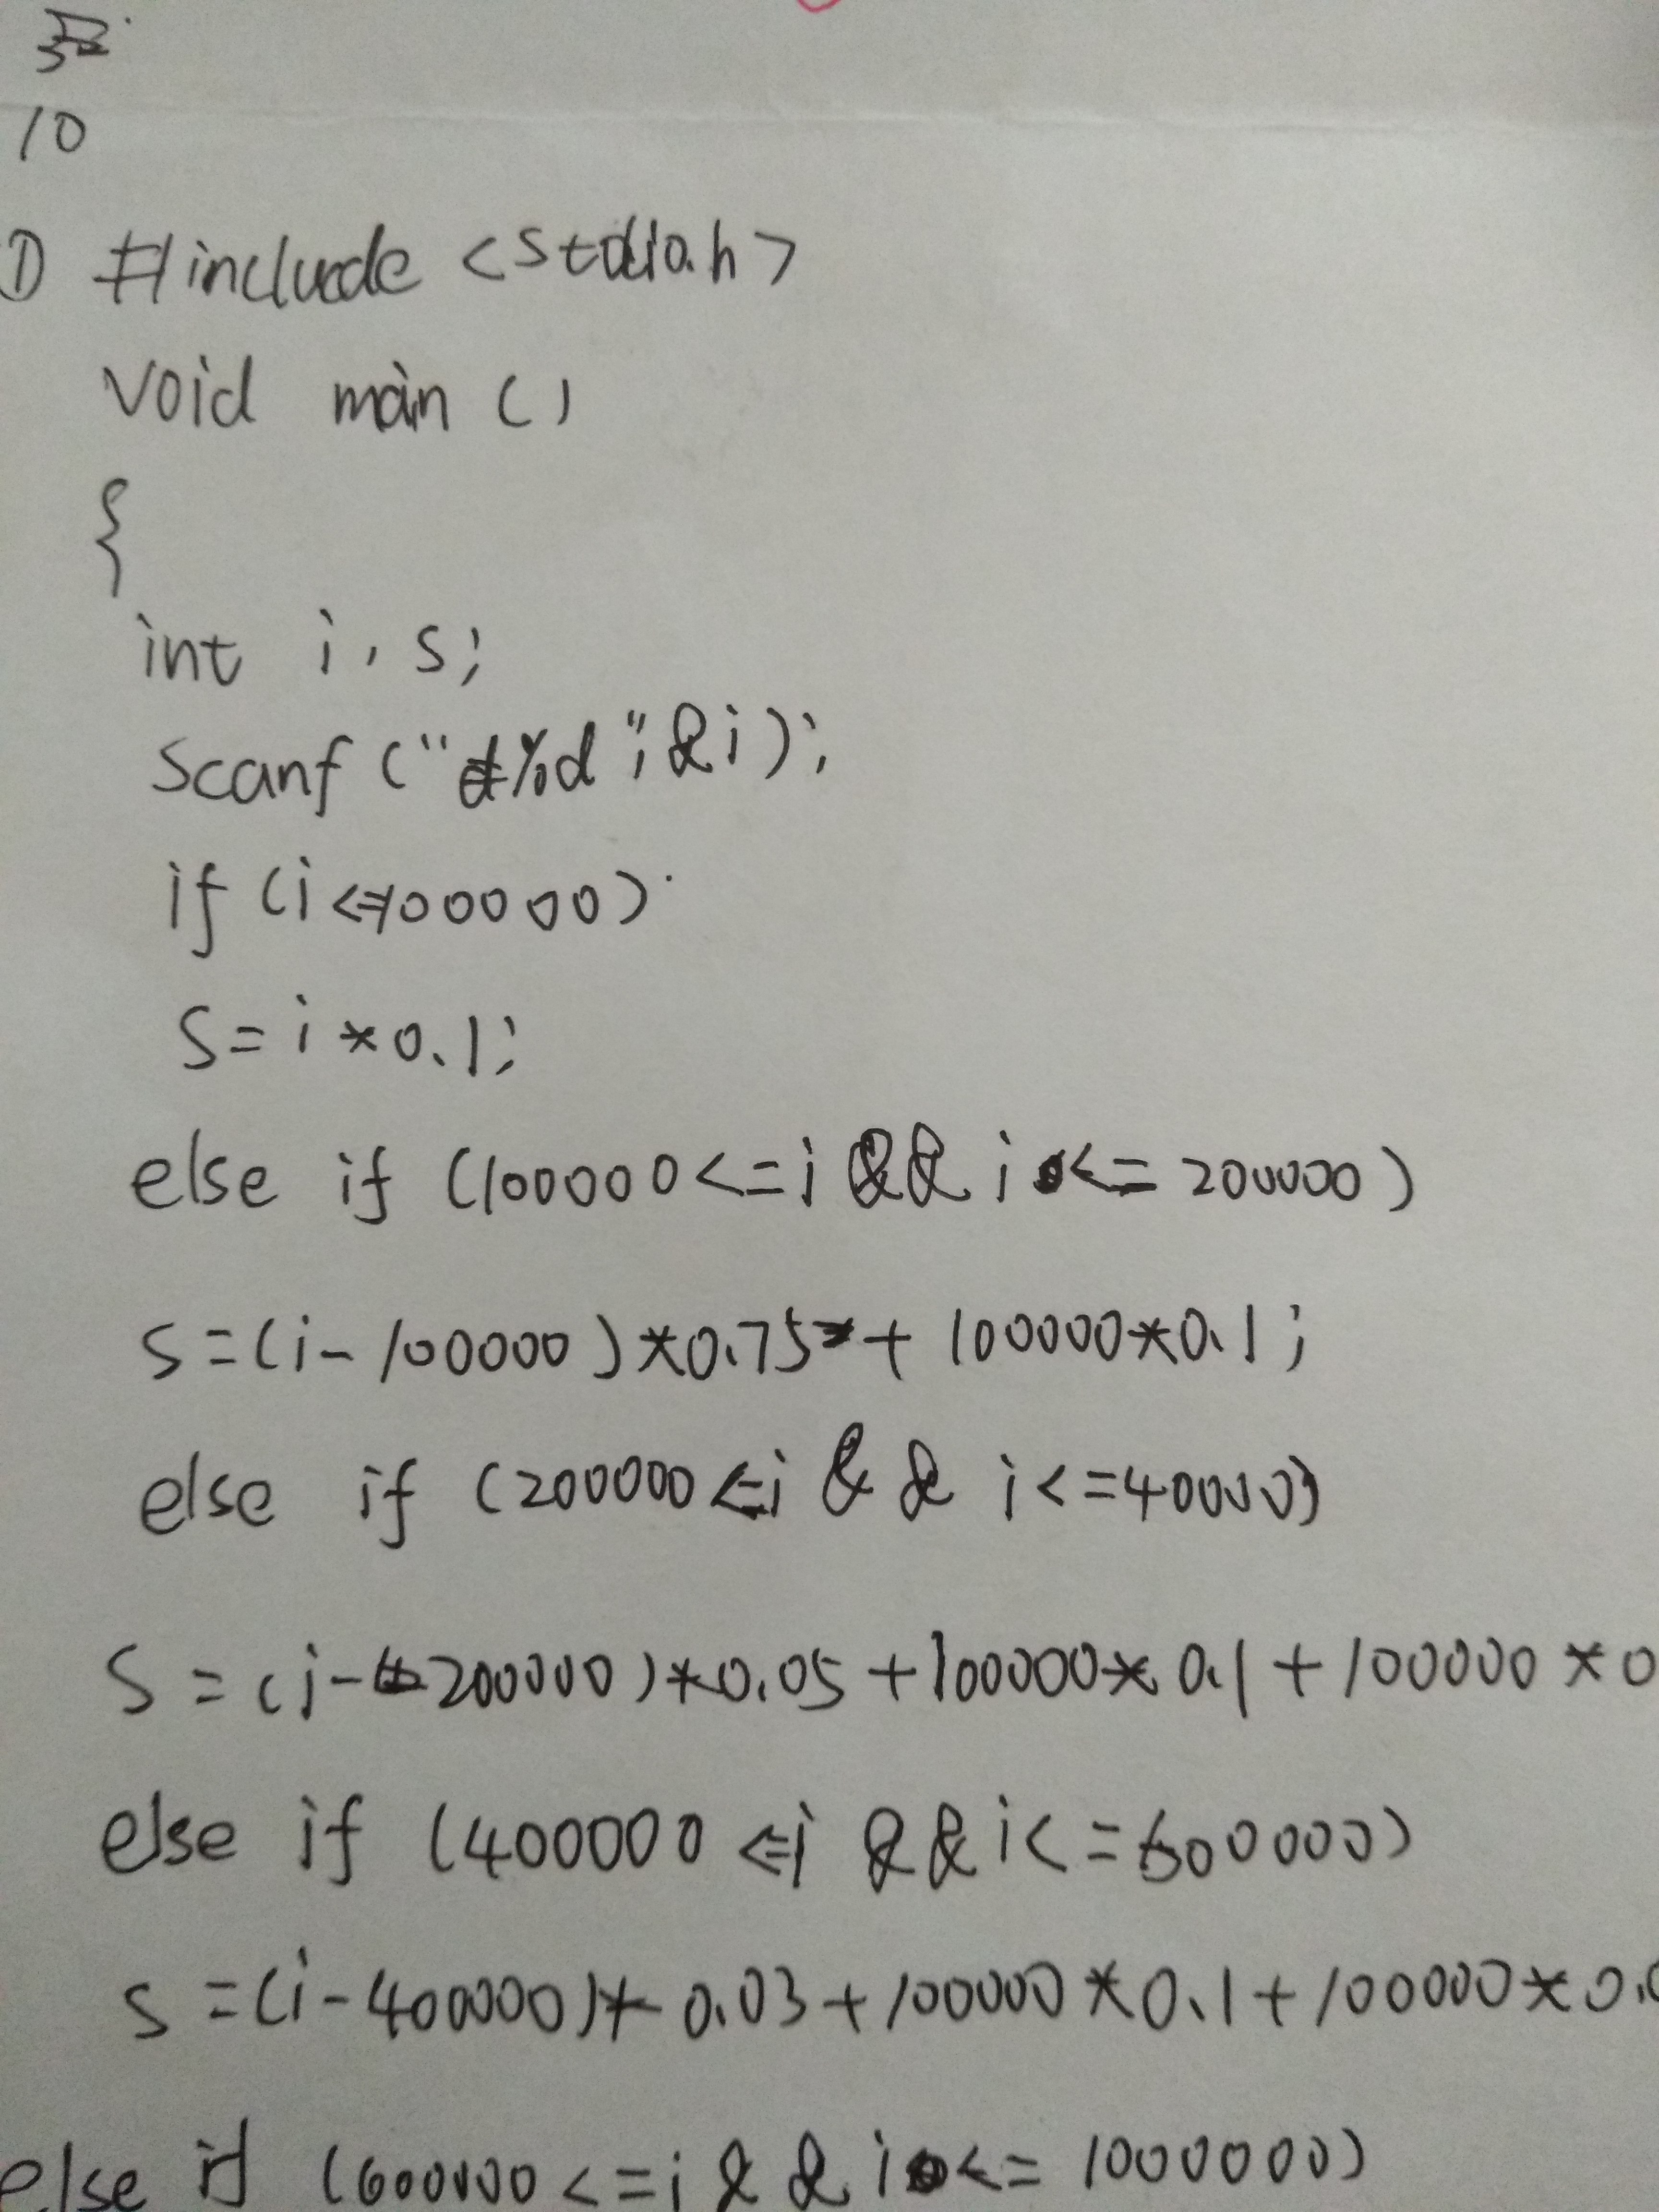 10
① #include <stdio.h>
void main ()
{
int i, s;
scanf ("%d", &i);
if (i<=100000)
s=i*0.1;
else if (100000<=i && i<=200000)
s=(i-100000)*0.75+100000*0.1;
else if (200000<=i && i<=400000)
s=(i-200000)*0.05+100000*0.1+100000*0
else if (400000<=i && i<=600000)
s=(i-400000)*0.03+100000*0.1+100000*0.0
else if (600000<=i && i<=1000000)